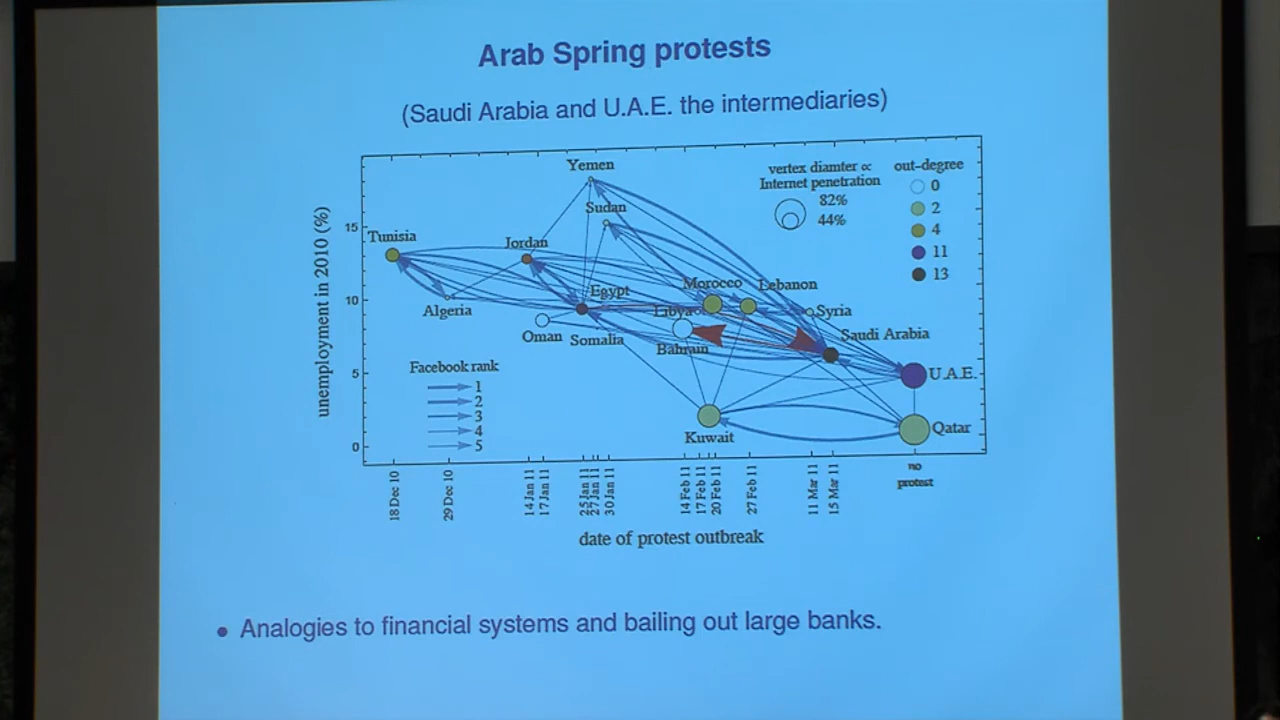 Arab Spring protests
(Saudi Arabia and U.A.E. the intermediaries)
Yemen
vertex diamter ∝
Internet penetration
82%
44%
out-degree
0
2
4
11
13
Sudan
15
Tunisia
Jordan
10
Algeria
Egypt
Morocco
Lebanon
Libya
Syria
Oman
Somalia
Bahrain
Saudi Arabia
unemployment in 2010 (%)
5
U.A.E.
Facebook rank
1
2
3
4
5
Kuwait
Qatar
0
18 Dec 10
29 Dec 10
14 Jan 11
17 Jan 11
25 Jan 11
27 Jan 11
30 Jan 11
14 Feb 11
17 Feb 11
20 Feb 11
27 Feb 11
11 Mar 11
15 Mar 11
no
protest
date of protest outbreak
• Analogies to financial systems and bailing out large banks.